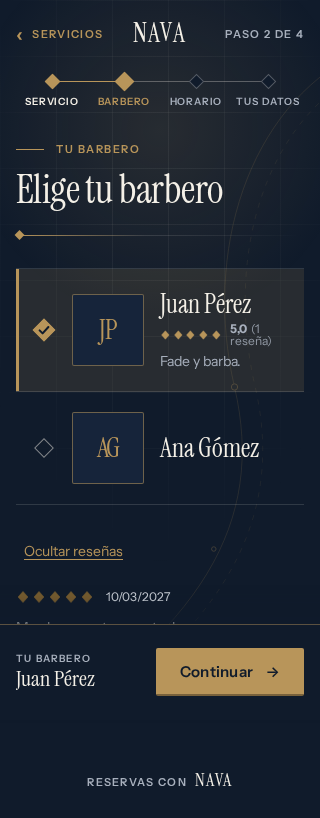 ‹ SERVICIOS NAVA PASO 2 DE 4
SERVICIO BARBERO HORARIO TUS DATOS
TU BARBERO
Elige tu barbero
JP
Juan Pérez
5,0 (1
reseña)
Fade y barba.
AG
Ana Gómez
Ocultar reseñas
10/03/2027
TU BARBERO
Juan Pérez
Continuar →
RESERVAS CON NAVA